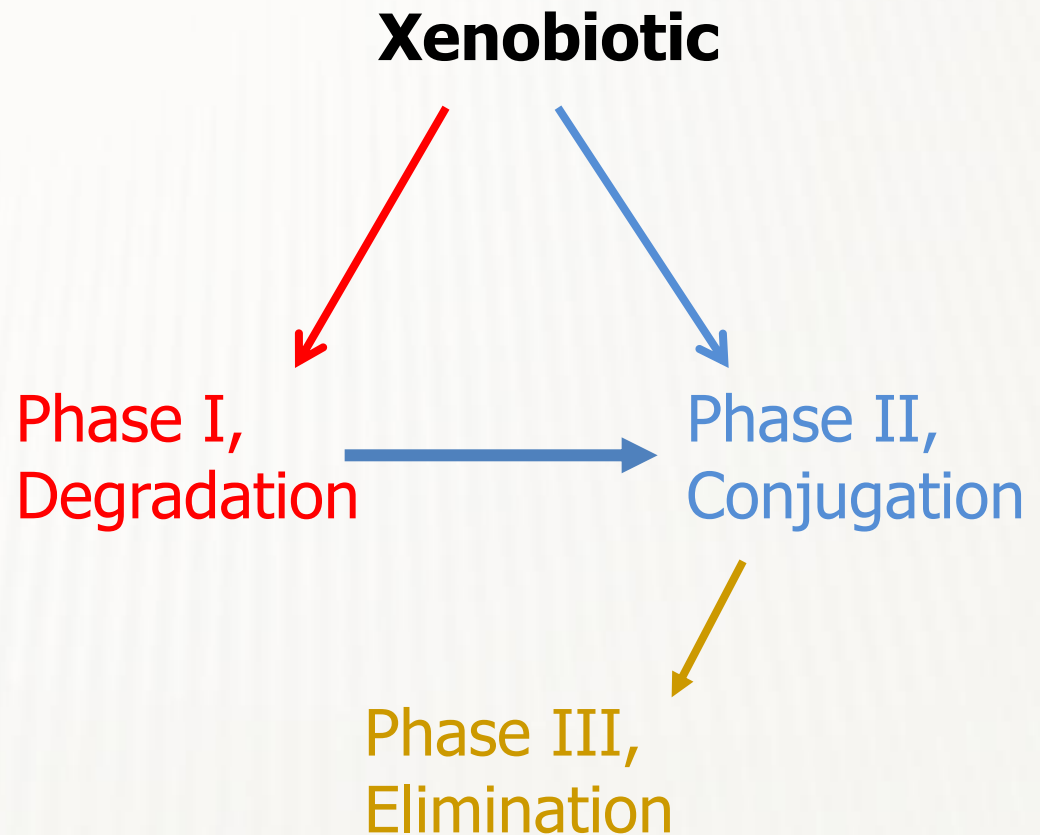 Xenobiotic
Phase I,
Degradation
Phase II,
Conjugation
Phase III,
Elimination